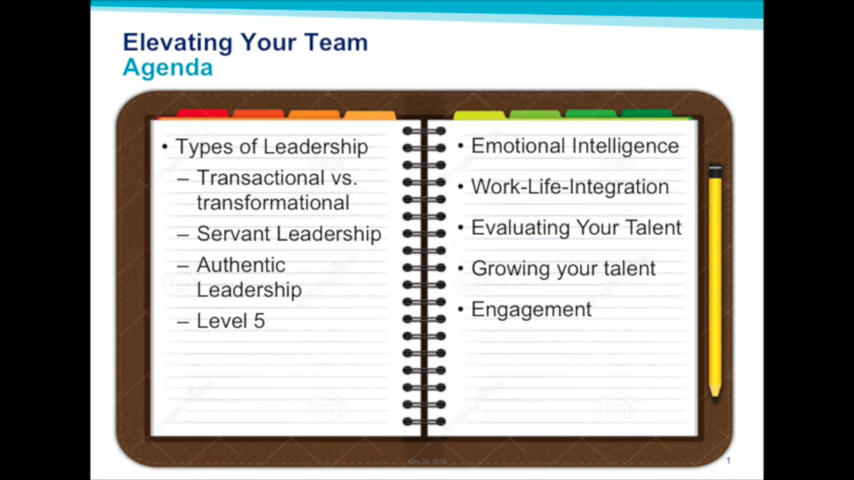 Elevating Your Team
Agenda
• Types of Leadership
– Transactional vs.
transformational
– Servant Leadership
– Authentic
Leadership
– Level 5
• Emotional Intelligence
• Work-Life-Integration
• Evaluating Your Talent
• Growing your talent
• Engagement
1